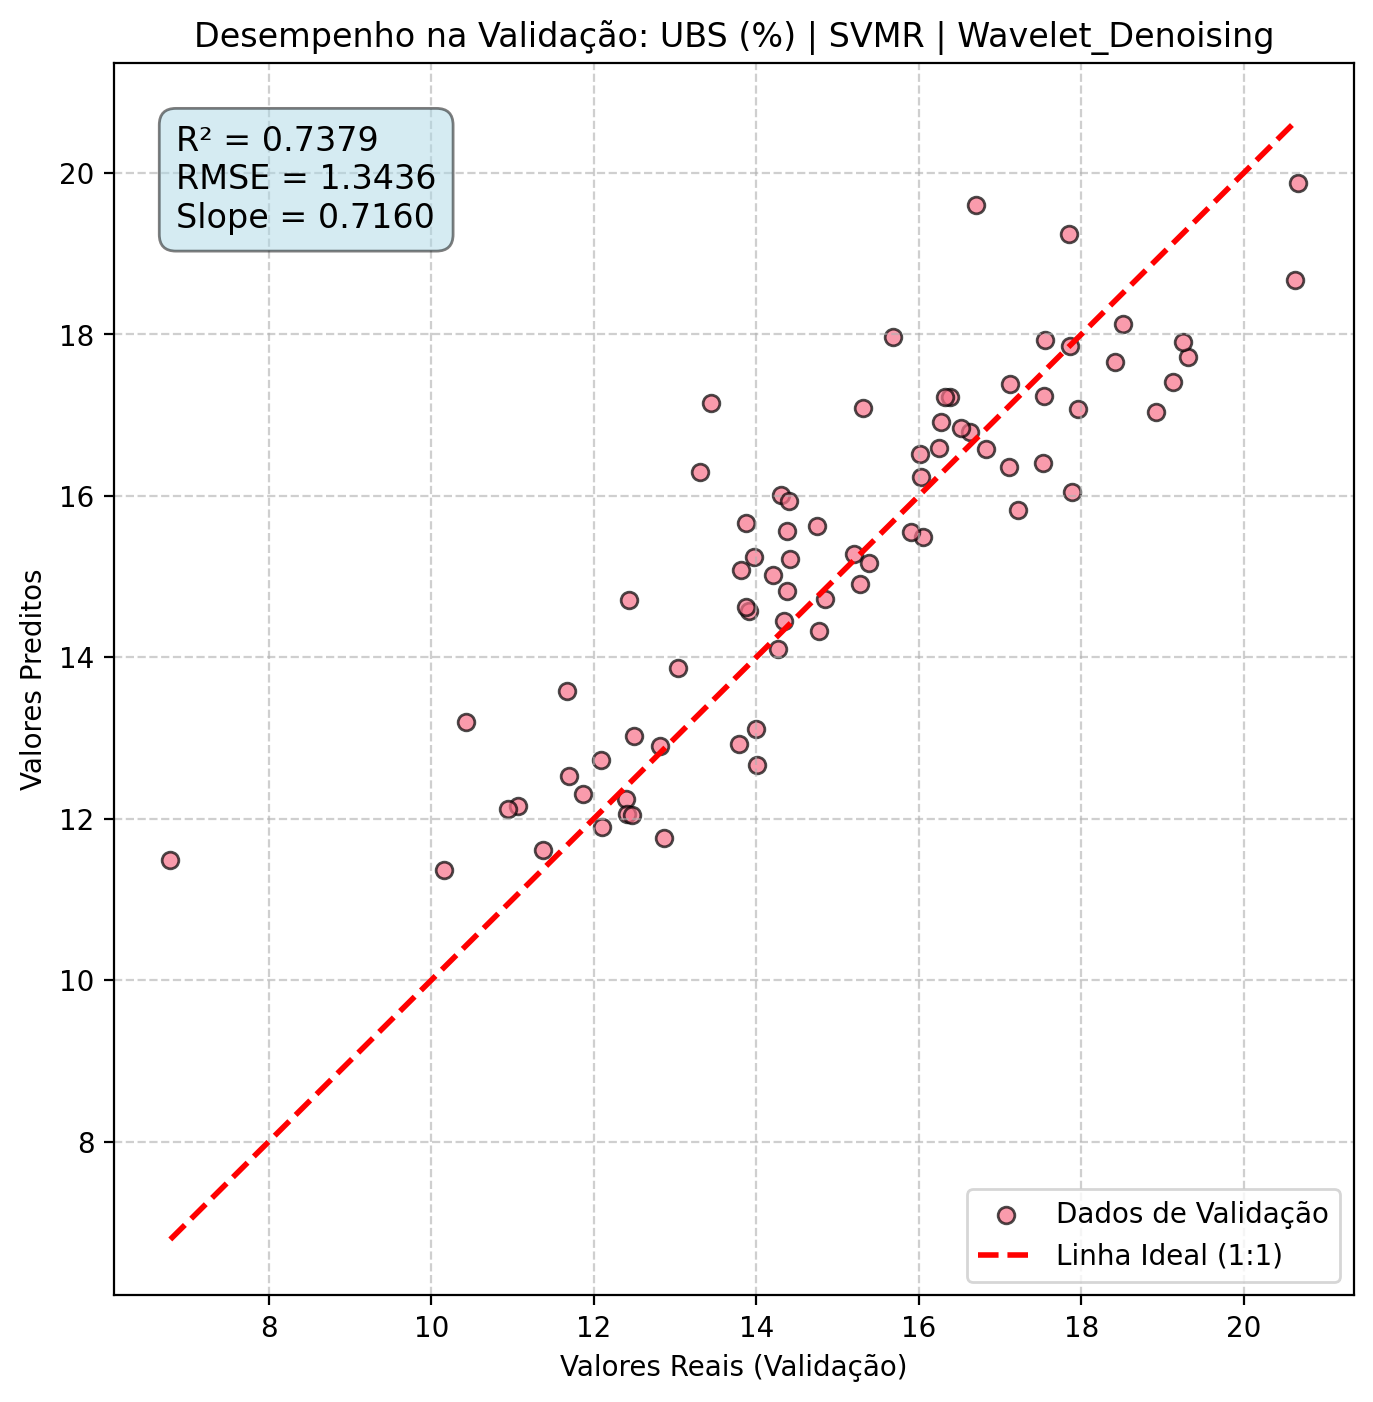 Desempenho na Validação: UBS (%) | SVMR | Wavelet_Denoising
R² = 0.7379
RMSE = 1.3436
Slope = 0.7160
20
18
16
14
12
10
8
Valores Preditos
Dados de Validação
Linha Ideal (1:1)
8 10 12 14 16 18 20
Valores Reais (Validação)